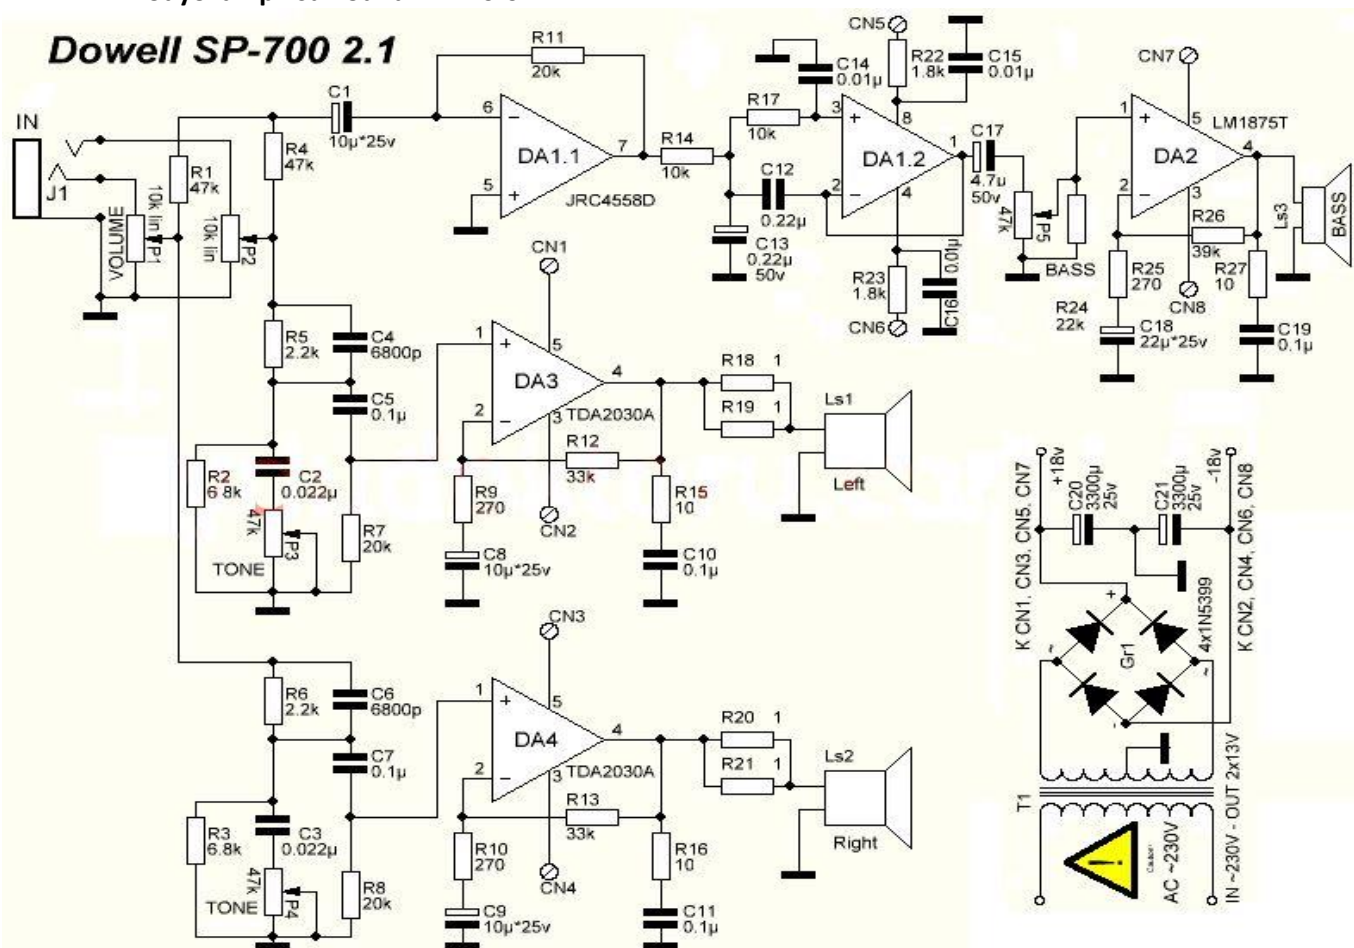 Dowell SP-700 2.1
IN
J1
VOLUME
10k lin
P1
10k lin
P2
R1
47k
R4
47k
C1
10µ*25v
R11
20k
6
5
7
DA1.1
JRC4558D
R14
10k
R17
10k
C14
0.01µ
C12
0.22µ
C13
0.22µ
50v
CN5
R22
1.8k
C15
0.01µ
3
2
8
4
1
DA1.2
R23
1.8k
CN6
0.01µ
C16
C17
4.7µ
50v
47k
P5
BASS
R24
22k
CN7
1
2
5
3
4
LM1875T
DA2
CN8
R25
270
C18
22µ*25v
R26
39k
R27
10
C19
0.1µ
Ls3
BASS
R5
2.2k
C4
6800p
C5
0.1µ
R2
6.8k
C2
0.022µ
47k
P3
TONE
R7
20k
CN1
1
2
5
3
4
DA3
TDA2030A
CN2
R9
270
C8
10µ*25v
R12
33k
R15
10
C10
0.1µ
R18 1
R19 1
Ls1
Left
R6
2.2k
C6
6800p
C7
0.1µ
R3
6.8k
C3
0.022µ
47k
P4
TONE
R8
20k
CN3
1
2
5
3
4
DA4
TDA2030A
CN4
R10
270
C9
10µ*25v
R13
33k
R16
10
C11
0.1µ
R20 1
R21 1
Ls2
Right
K CN1, CN3, CN5, CN7
+18v
C20
3300µ
25v
C21
3300µ
25v
-18v
K CN2, CN4, CN6, CN8
4x1N5399
Gr1
+
-
~
~
T1
!
Caution!
AC ~230V
IN ~230V - OUT 2x13V